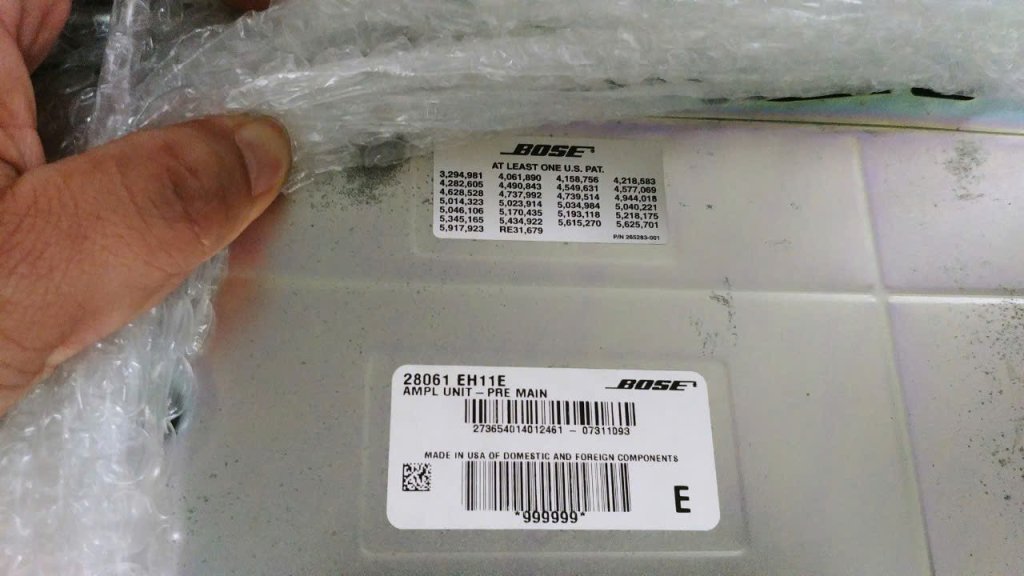 BOSE
AT LEAST ONE U.S. PAT.
3,294,981 4,061,890 4,158,756 4,218,583
4,282,605 4,490,843 4,549,631 4,577,069
4,628,528 4,737,992 4,739,514 4,944,018
5,014,323 5,023,914 5,034,984 5,040,221
5,046,106 5,170,435 5,193,118 5,218,175
5,345,165 5,434,922 5,615,270 5,625,701
5,917,923 RE31,679
P/N 265283-001
28061 EH11E BOSE
AMPL UNIT – PRE MAIN
273654014012461 – 07311093
MADE IN USA OF DOMESTIC AND FOREIGN COMPONENTS
*999999*
E